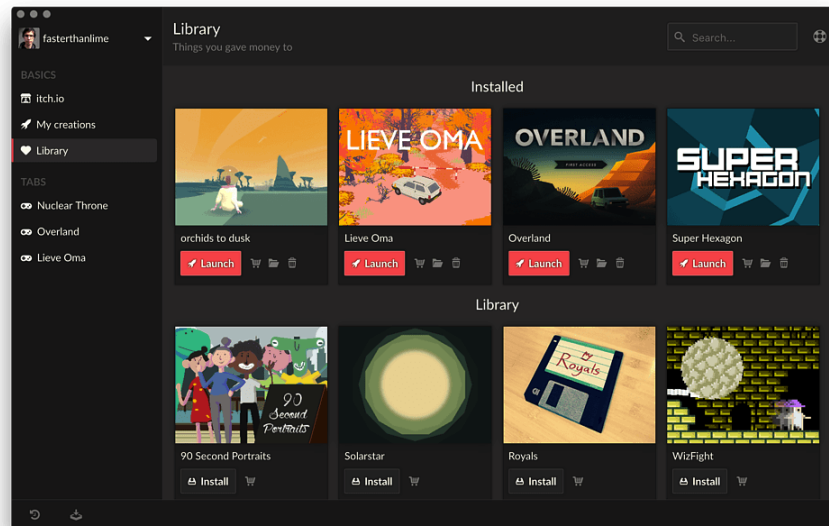 fasterthanlime
BASICS
itch.io
My creations
Library
TABS
Nuclear Throne
Overland
Lieve Oma
Library
Things you gave money to
Search...
Installed
LIEVE OMA
OVERLAND
FIRST ACCESS
SUPER
HEXAGON
orchids to dusk
Lieve Oma
Overland
Super Hexagon
Launch
Launch
Launch
Launch
Library
90
Second
Portraits
Royals
90 Second Portraits
Solarstar
Royals
WizFight
Install
Install
Install
Install